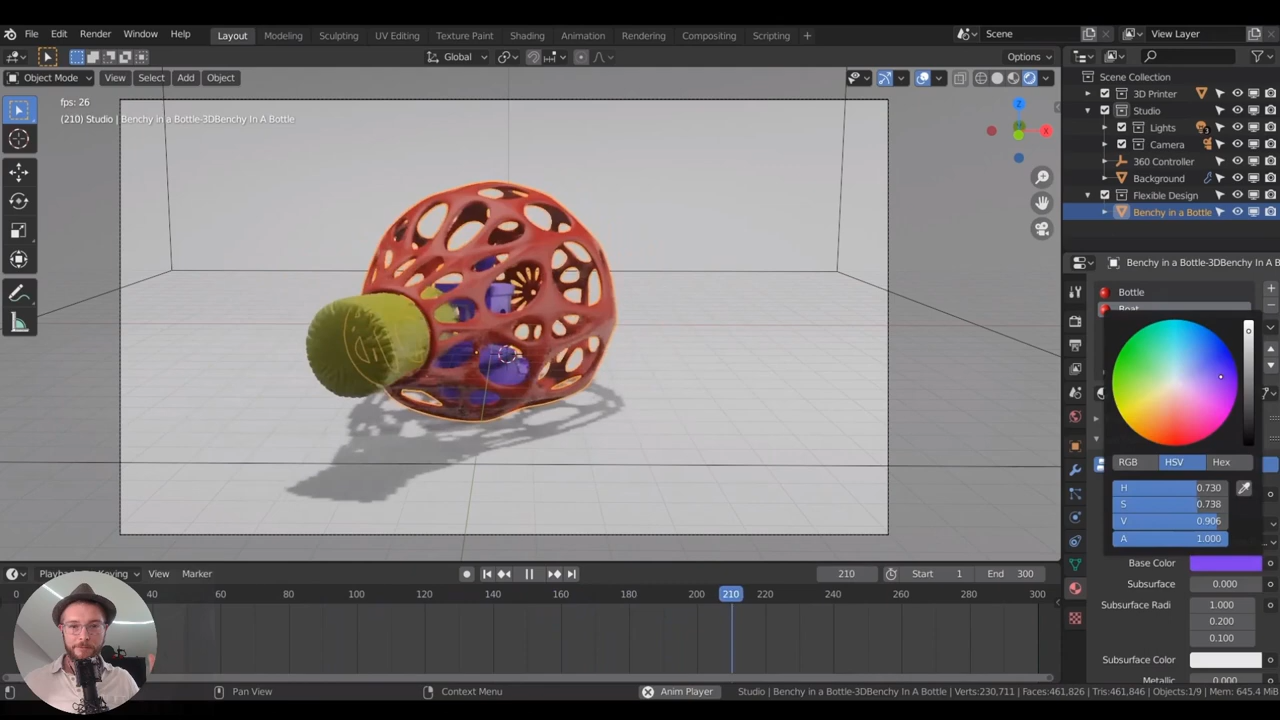 File Edit Render Window Help
Layout Modeling Sculpting UV Editing Texture Paint Shading Animation Rendering Compositing Scripting +
Scene
View Layer
Global
Options
Object Mode View Select Add Object
fps: 26
(210) Studio | Benchy in a Bottle-3DBenchy In A Bottle
Z
X
Scene Collection
3D Printer
Studio
Lights
3
Camera
360 Controller
Background
Flexible Design
Benchy in a Bottle
Benchy in a Bottle-3DBenchy In A B
Bottle
Boat
RGB HSV Hex
H 0.730
S 0.738
V 0.906
A 1.000
Base Color
Subsurface 0.000
Subsurface Radi 1.000
0.200
0.100
Subsurface Color
Metallic 0.000
Playback Keying View Marker
210
Start 1
End 300
0 40 60 80 100 120 140 160 180 200 210 220 240 260 280 300
Pan View
Context Menu
Anim Player
Studio | Benchy in a Bottle-3DBenchy In A Bottle | Verts:230,711 | Faces:461,826 | Tris:461,846 | Objects:1/9 | Mem: 645.4 MiB